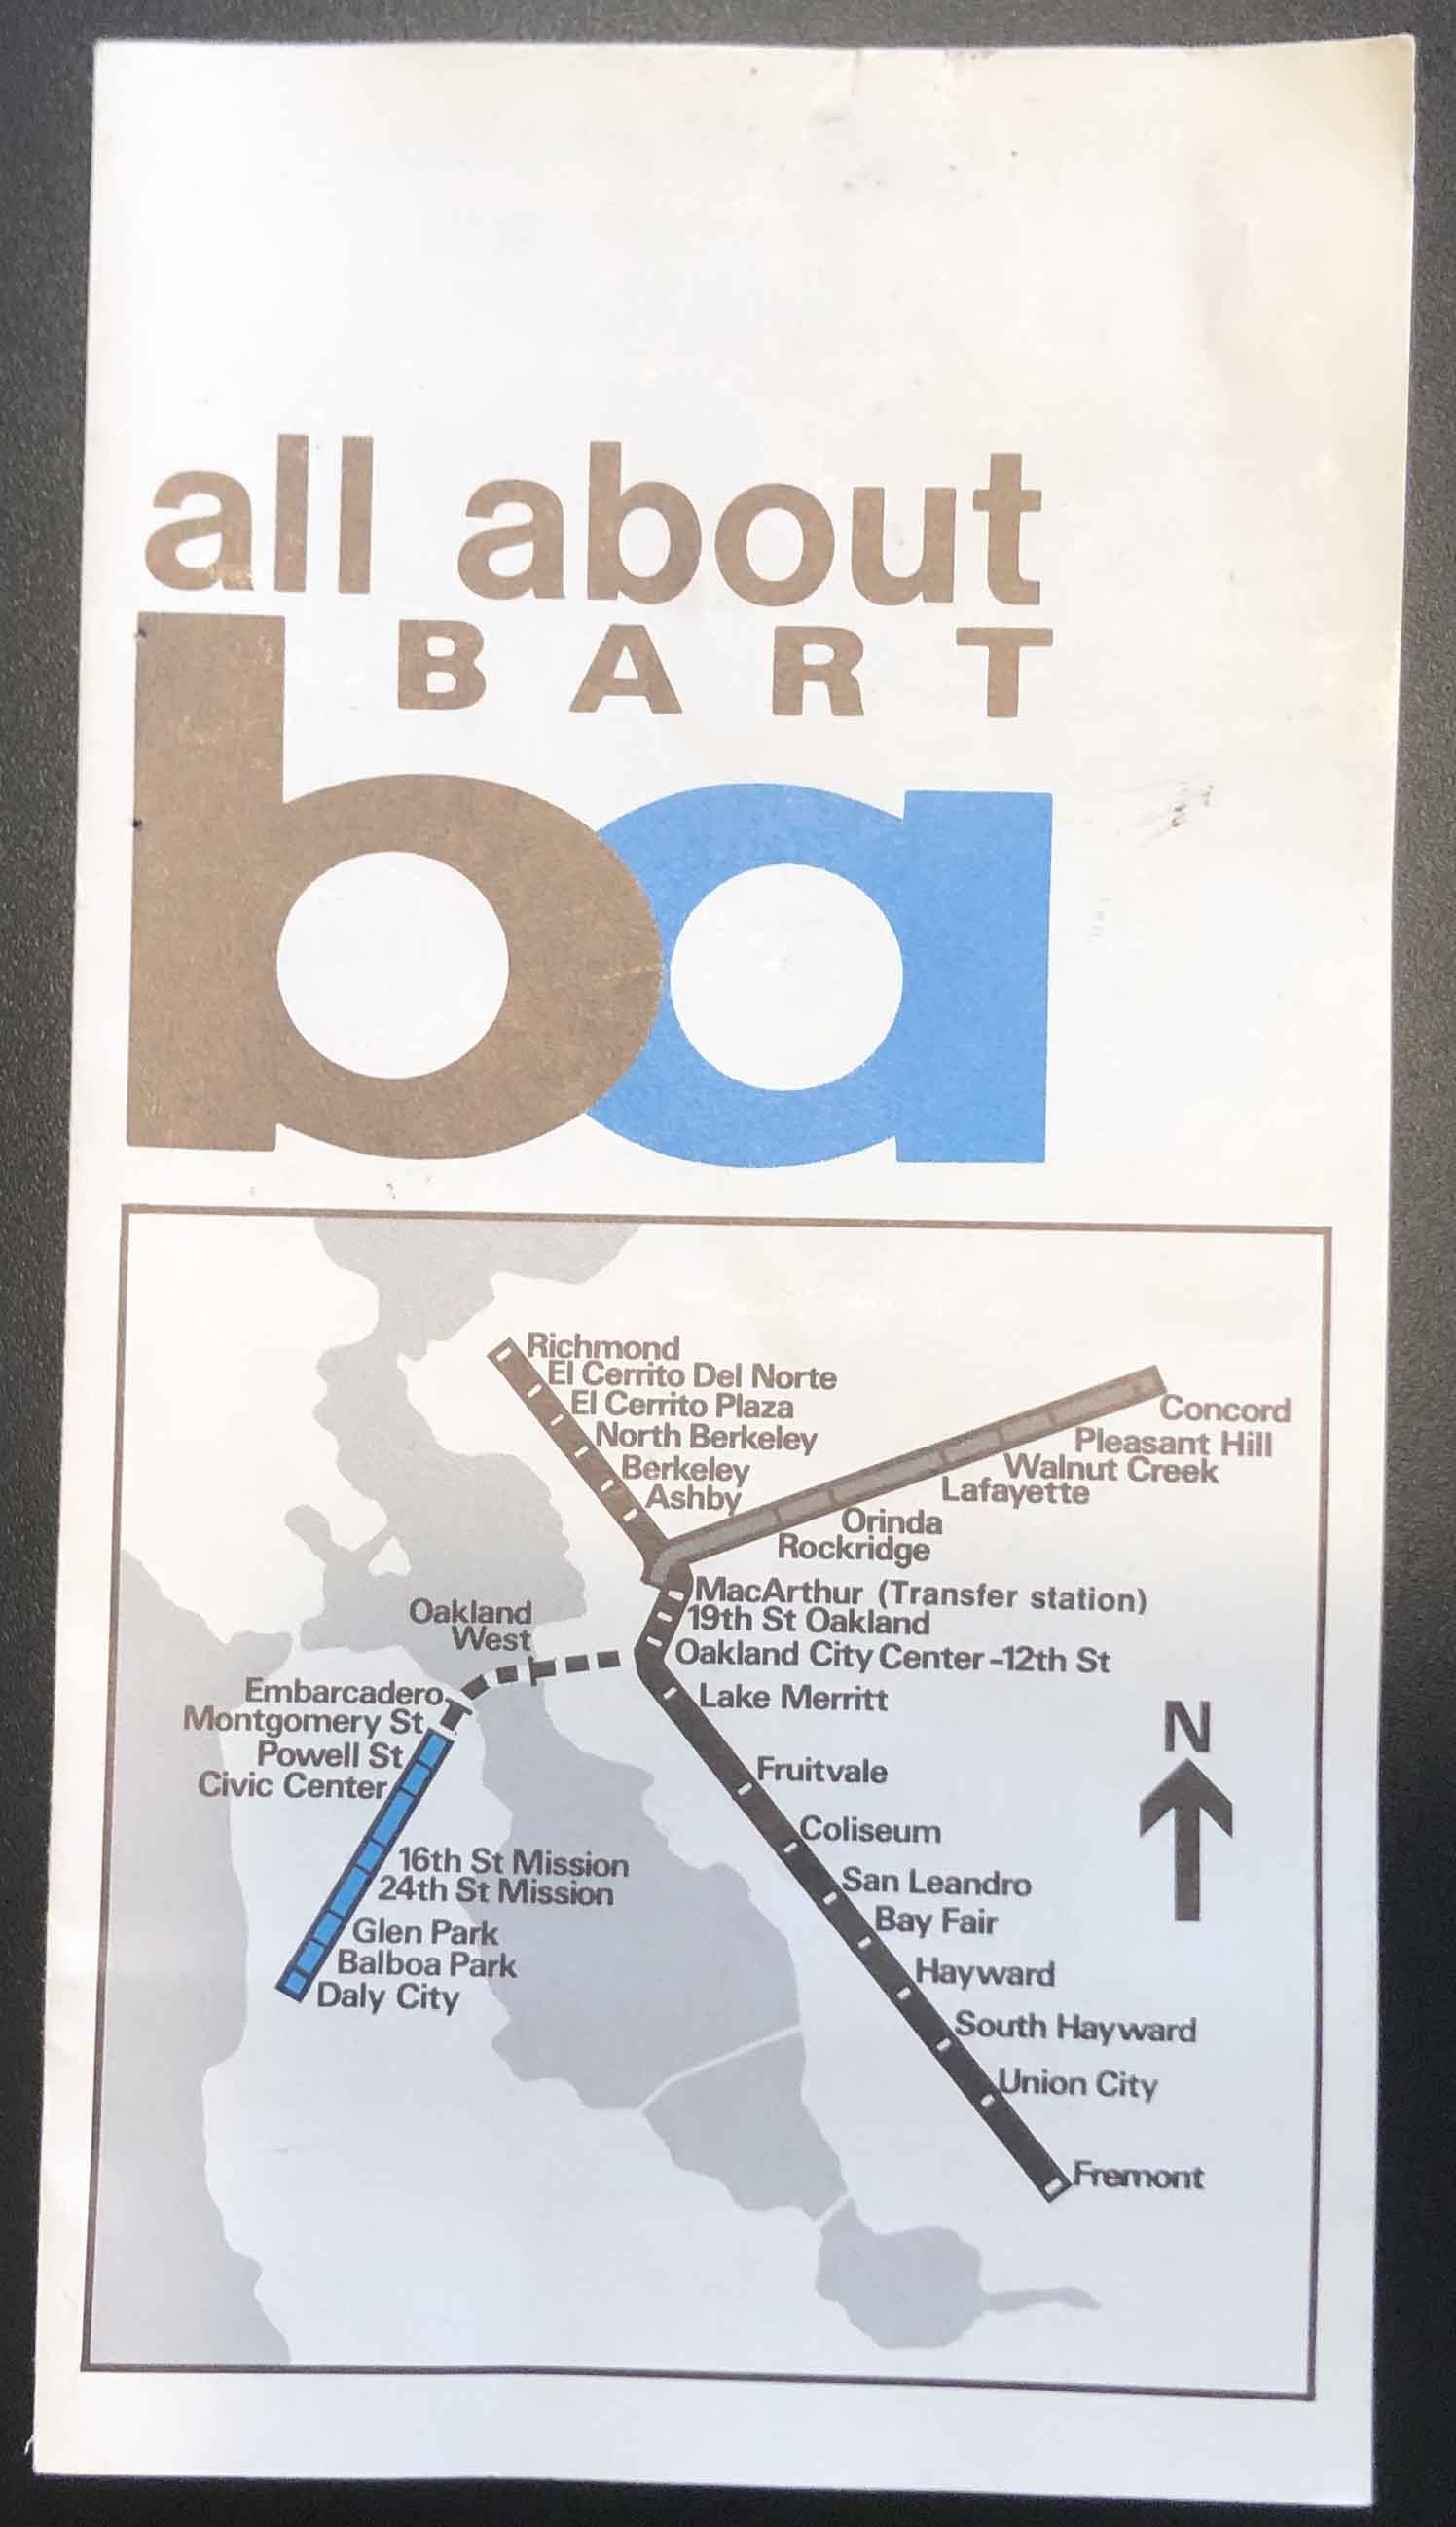 all about
BART
ba
Richmond
El Cerrito Del Norte
El Cerrito Plaza
North Berkeley
Berkeley
Ashby
Concord
Pleasant Hill
Walnut Creek
Lafayette
Orinda
Rockridge
MacArthur (Transfer station)
19th St Oakland
Oakland City Center-12th St
Oakland
West
Lake Merritt
Embarcadero
Montgomery St
Powell St
Civic Center
16th St Mission
24th St Mission
Glen Park
Balboa Park
Daly City
Fruitvale
Coliseum
San Leandro
Bay Fair
Hayward
South Hayward
Union City
Fremont
N